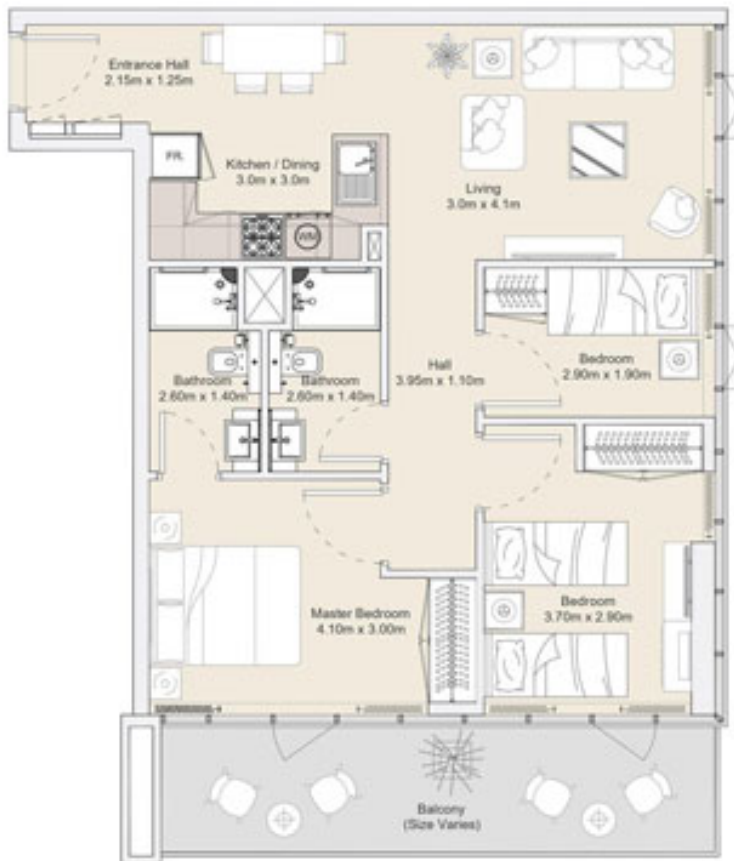 Entrance Hall
2.15m x 1.25m
FR.
Kitchen / Dining
3.0m x 3.0m
Living
3.0m x 4.1m
WM
Bathroom
2.60m x 1.40m
Bathroom
2.60m x 1.40m
Hall
3.95m x 1.10m
Bedroom
2.90m x 1.90m
Master Bedroom
4.10m x 3.00m
Bedroom
3.70m x 2.90m
Balcony
(Size Varies)